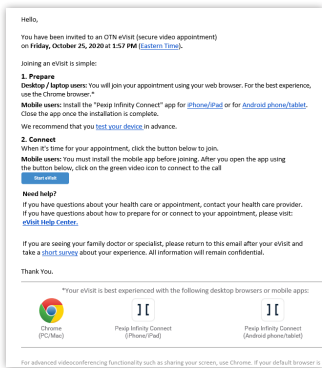 Hello,
You have been invited to an OTN eVisit (secure video appointment)
on Friday, October 25, 2020 at 1:57 PM (Eastern Time).
Joining an eVisit is simple:
1. Prepare
Desktop / laptop users: You will join your appointment using your web browser. For the best experience,
use the Chrome browser.*
Mobile users: Install the "Pexip Infinity Connect" app for iPhone/iPad or for Android phone/tablet.
Close the app once the installation is complete.
We recommend that you test your device in advance.
2. Connect
When it's time for your appointment, click the button below to join.
Mobile users: You must install the mobile app before joining. After you open the app using
the button below, click on the green video icon to connect to the call
Start eVisit
Need help?
If you have questions about your health care or appointment, contact your health care provider.
If you have questions about how to prepare for or connect to your appointment, please visit:
eVisit Help Center.
If you are seeing your family doctor or specialist, please return to this email after your eVisit and
take a short survey about your experience. All information will remain confidential.
Thank You.
*Your eVisit is best experienced with the following desktop browsers or mobile apps:
Chrome
(PC/Mac)
Pexip Infinity Connect
(iPhone/iPad)
Pexip Infinity Connect
(Android phone/tablet)
For advanced videoconferencing functionality such as sharing your screen, use Chrome. If your default browser is